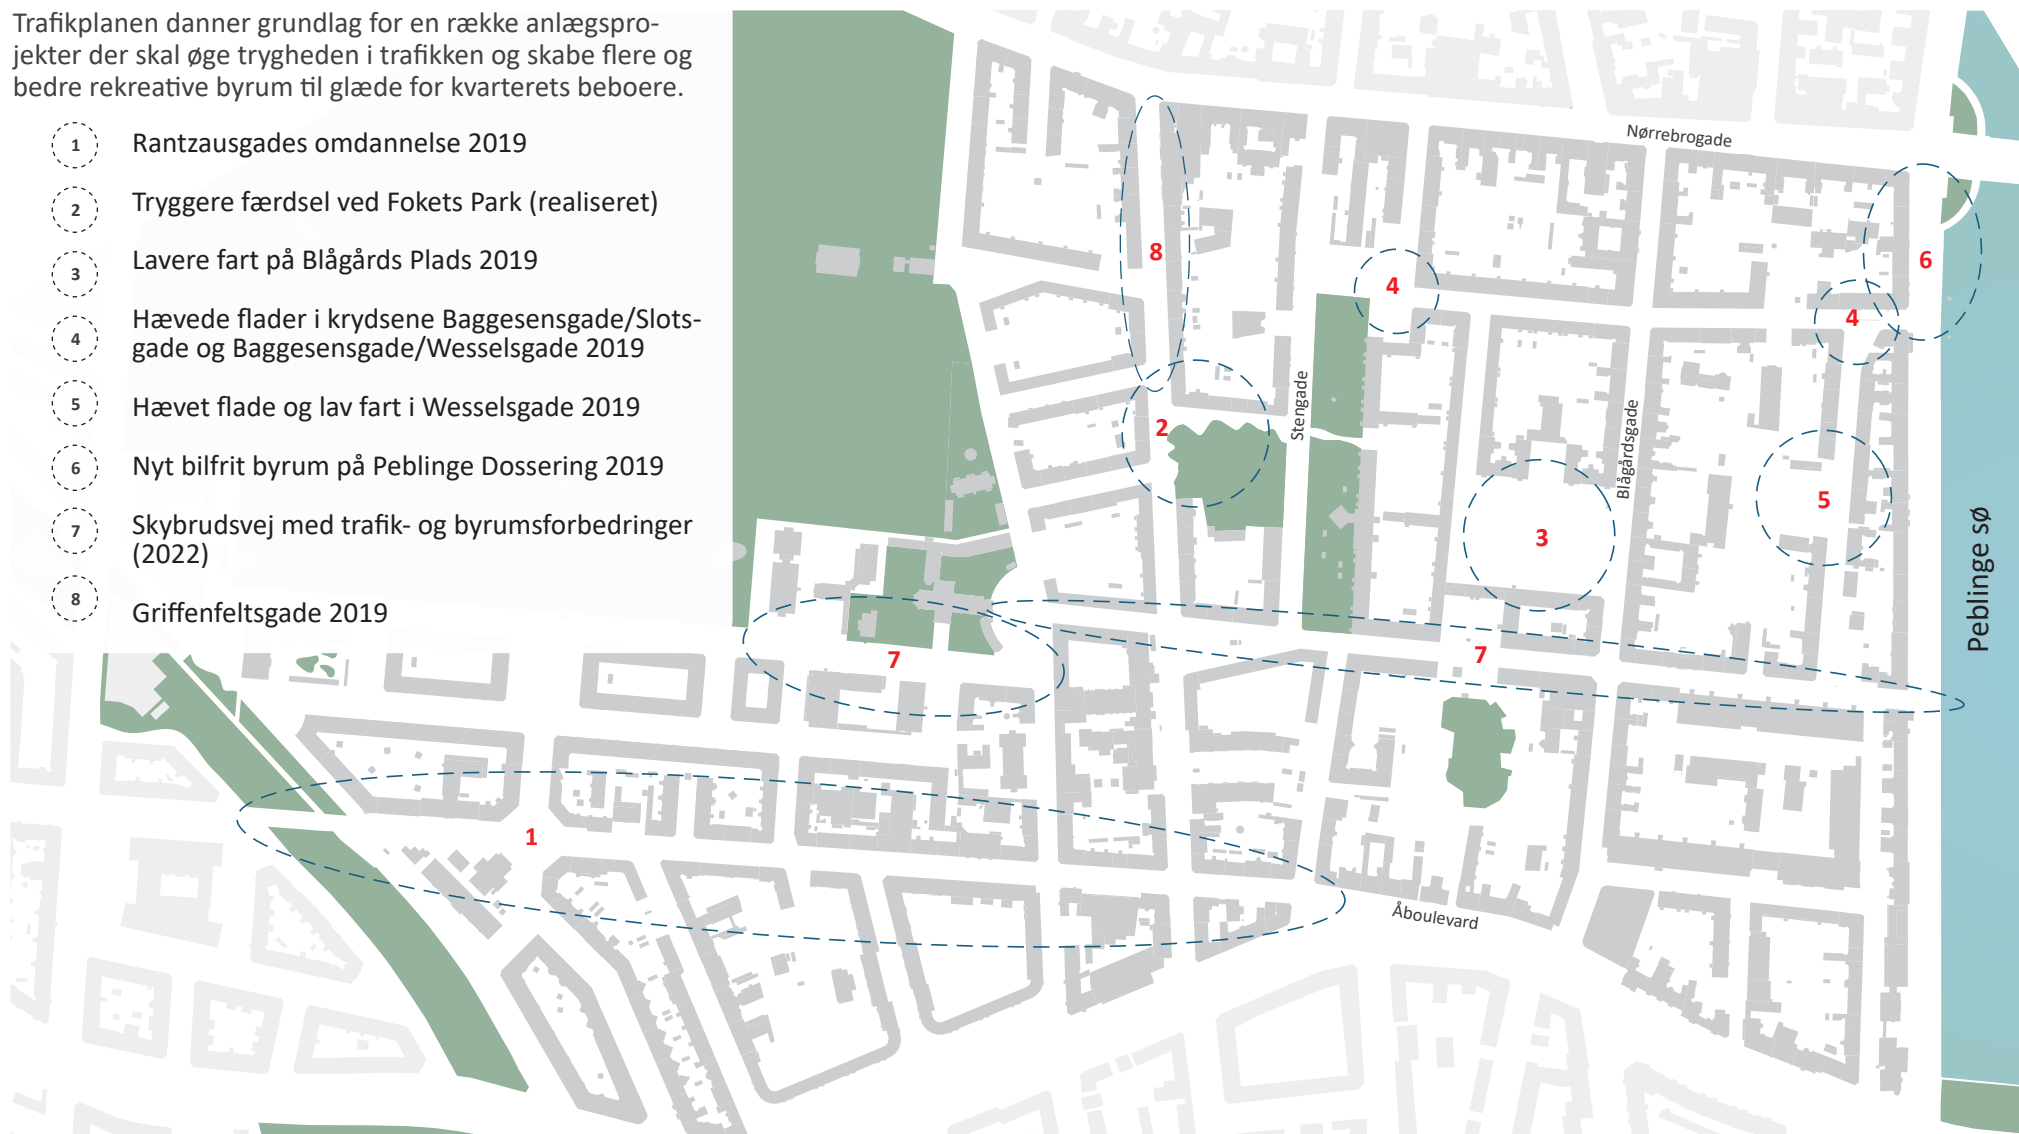 Trafikplanen danner grundlag for en række anlægspro-
jekter der skal øge trygheden i trafikken og skabe flere og
bedre rekreative byrum til glæde for kvarterets beboere.
1 Rantzausgades omdannelse 2019
2 Tryggere færdsel ved Fokets Park (realiseret)
3 Lavere fart på Blågårds Plads 2019
4 Hævede flader i krydsene Baggesensgade/Slots-
gade og Baggesensgade/Wesselsgade 2019
5 Hævet flade og lav fart i Wesselsgade 2019
6 Nyt bilfrit byrum på Peblinge Dossering 2019
7 Skybrudsvej med trafik- og byrumsforbedringer
(2022)
8 Griffenfeltsgade 2019
Nørrebrogade
8
6
4
4
Stengade
2
Blågårdsgade
5
3
Peblinge sø
7
7
1
Åboulevard